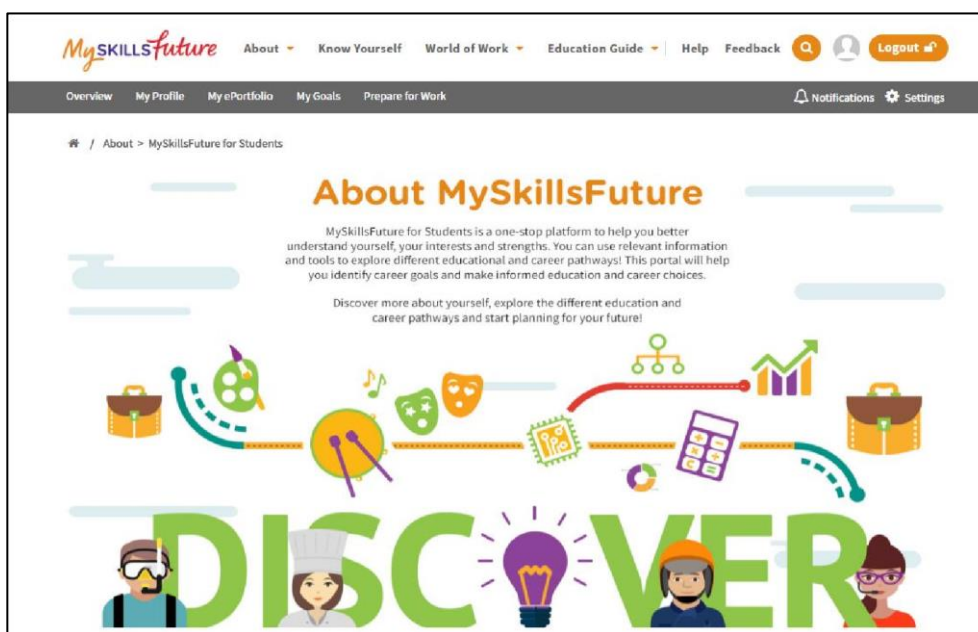 MySKILLSfuture About Know Yourself World of Work Education Guide Help Feedback Logout
Overview My Profile My ePortfolio My Goals Prepare for Work Notifications Settings
/ About > MySkillsFuture for Students
About MySkillsFuture
MySkillsFuture for Students is a one-stop platform to help you better
understand yourself, your interests and strengths. You can use relevant information
and tools to explore different educational and career pathways! This portal will help
you identify career goals and make informed education and career choices.
Discover more about yourself, explore the different education and
career pathways and start planning for your future!
DISCOVER